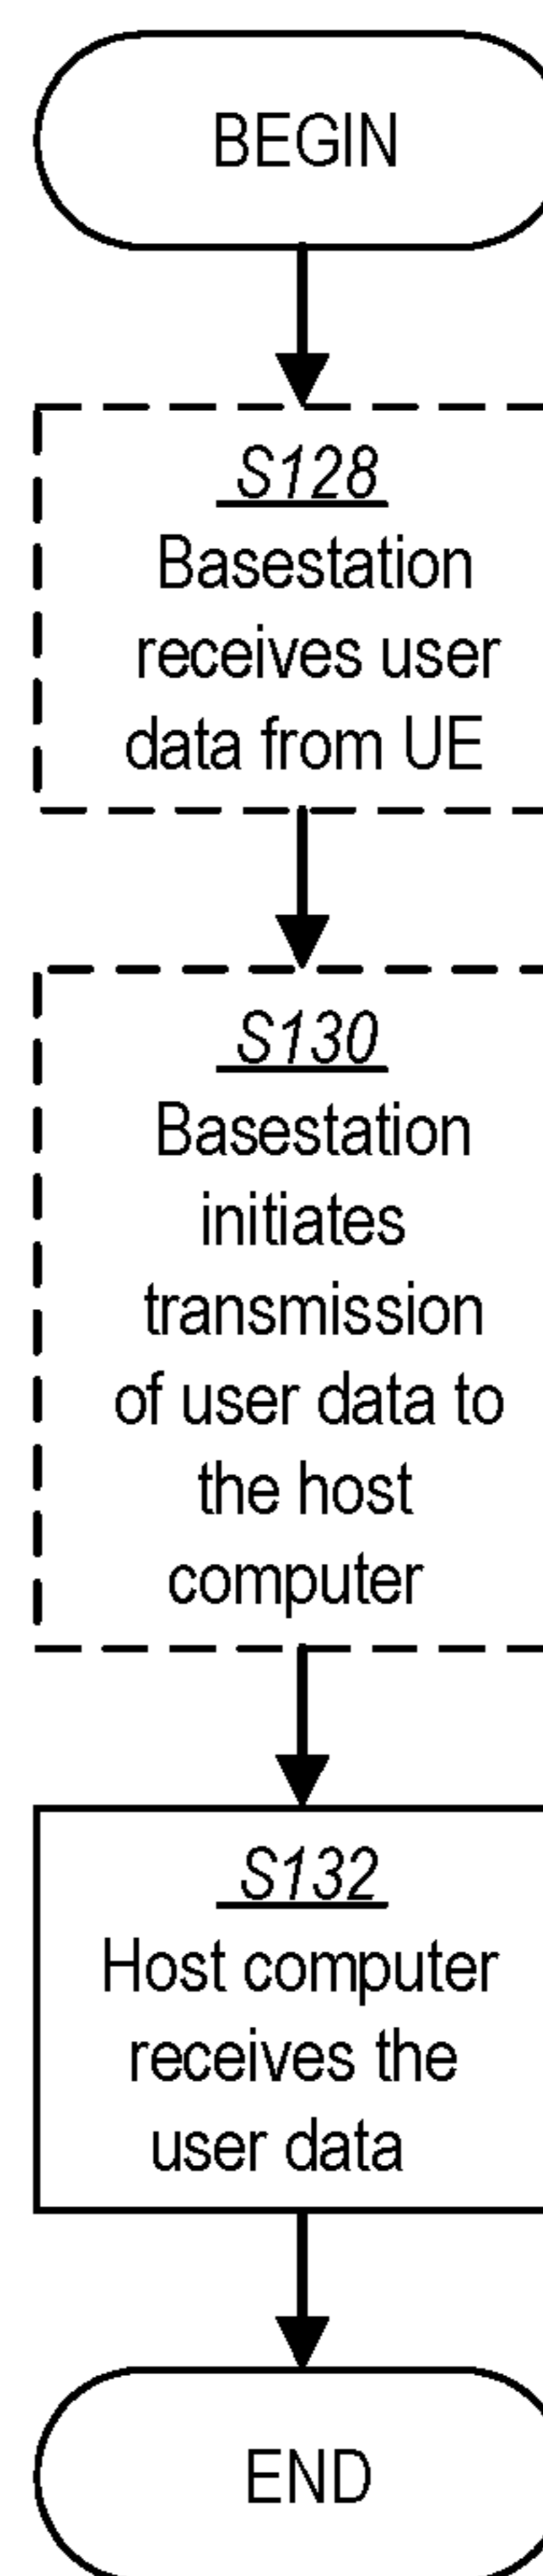 BEGIN
S128
Basestation
receives user
data from UE
S130
Basestation
initiates
transmission
of user data to
the host
computer
S132
Host computer
receives the
user data
END